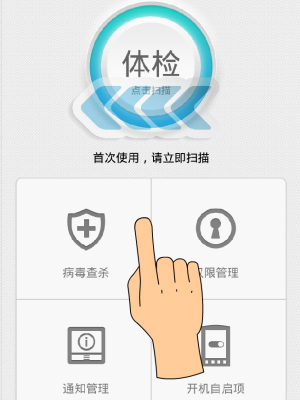 体检
点击扫描
首次使用，请立即扫描
病毒查杀
权限管理
通知管理
开机自启项